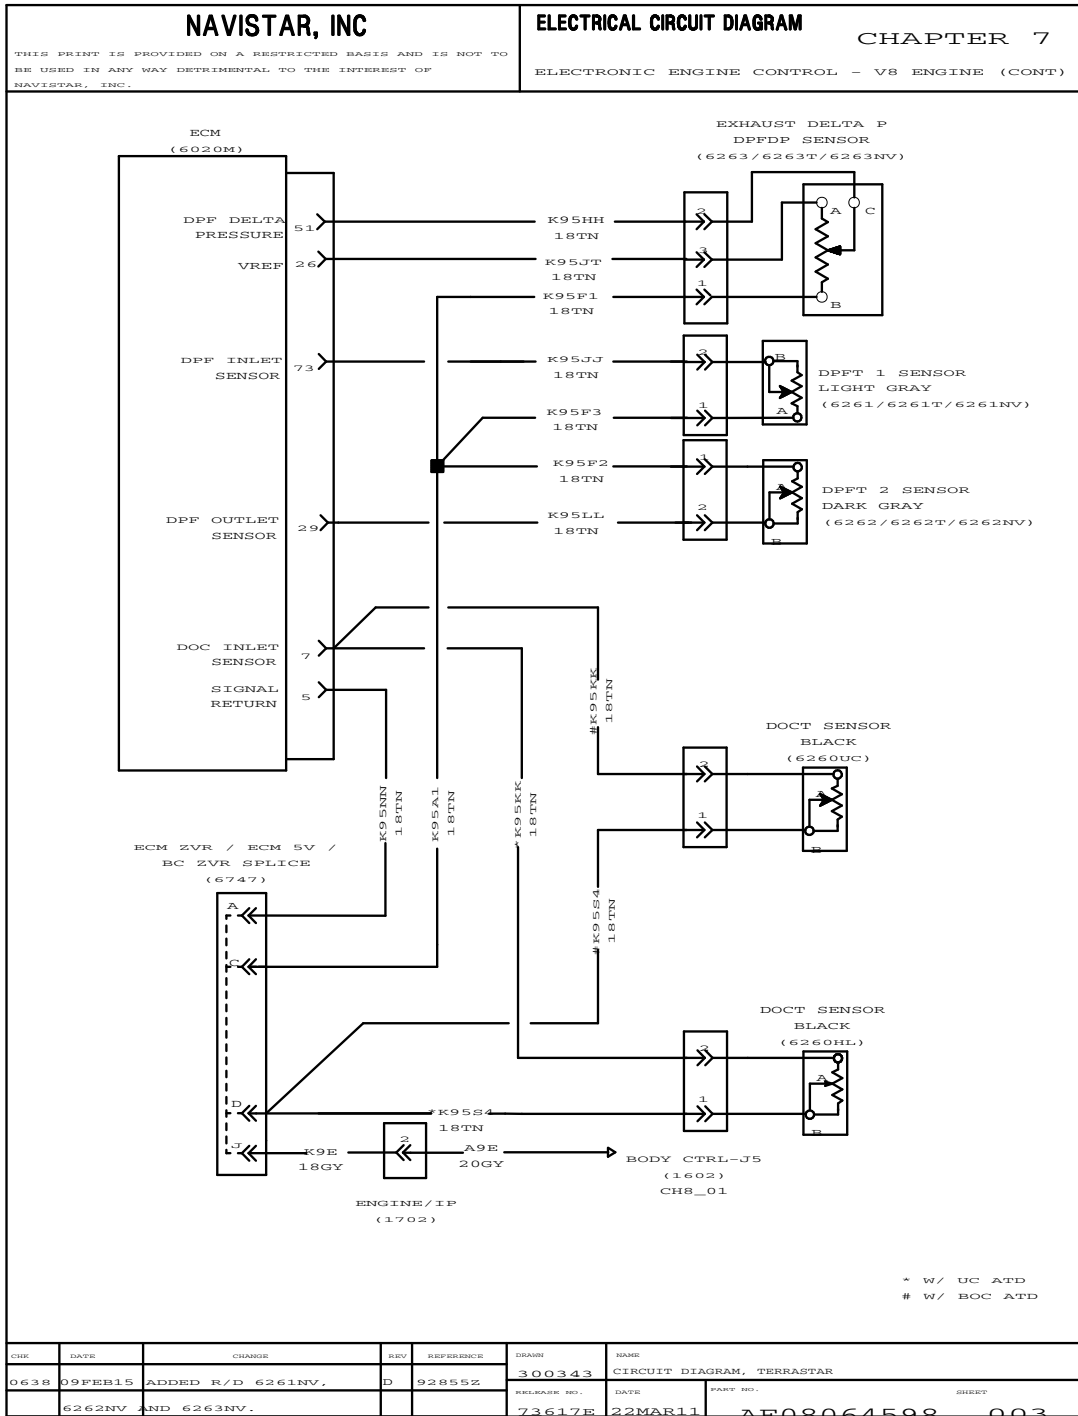 NAVISTAR, INC
THIS PRINT IS PROVIDED ON A RESTRICTED BASIS AND IS NOT TO
BE USED IN ANY WAY DETRIMENTAL TO THE INTEREST OF
NAVISTAR, INC.
ELECTRICAL CIRCUIT DIAGRAM
CHAPTER 7
ELECTRONIC ENGINE CONTROL - V8 ENGINE (CONT)
ECM
(6020M)
EXHAUST DELTA P
DPFDP SENSOR
(6263/6263T/6263NV)
DPF DELTA
PRESSURE
51
K95HH
18TN
2
A
C
VREF
26
K95JT
18TN
3
K95F1
18TN
1
B
DPF INLET
SENSOR
73
K95JJ
18TN
2
B
DPFT 1 SENSOR
LIGHT GRAY
(6261/6261T/6261NV)
K95F3
18TN
1
A
K95F2
18TN
1
A
DPFT 2 SENSOR
DARK GRAY
(6262/6262T/6262NV)
DPF OUTLET
SENSOR
29
K95LL
18TN
2
B
DOC INLET
SENSOR
7
SIGNAL
RETURN
5
#K95KK
18TN
DOCT SENSOR
BLACK
(6260UC)
2
A
1
B
K95NN
18TN
K95A1
18TN
*K95KK
18TN
ECM ZVR / ECM 5V /
BC ZVR SPLICE
(6747)
A
C
D
J
#K95S4
18TN
DOCT SENSOR
BLACK
(6260HL)
2
A
1
B
*K95S4
18TN
K9E
18GY
2
A9E
20GY
BODY CTRL-J5
(1602)
CH8_01
ENGINE/IP
(1702)
* W/ UC ATD
# W/ BOC ATD
CHK DATE CHANGE REV REFERENCE
0638 09FEB15 ADDED R/D 6261NV, D 92855Z
6262NV AND 6263NV.
DRAWN
300343
NAME
CIRCUIT DIAGRAM, TERRASTAR
RELEASE NO.
73617E
DATE
22MAR11
PART NO.
AE08064598
SHEET
003